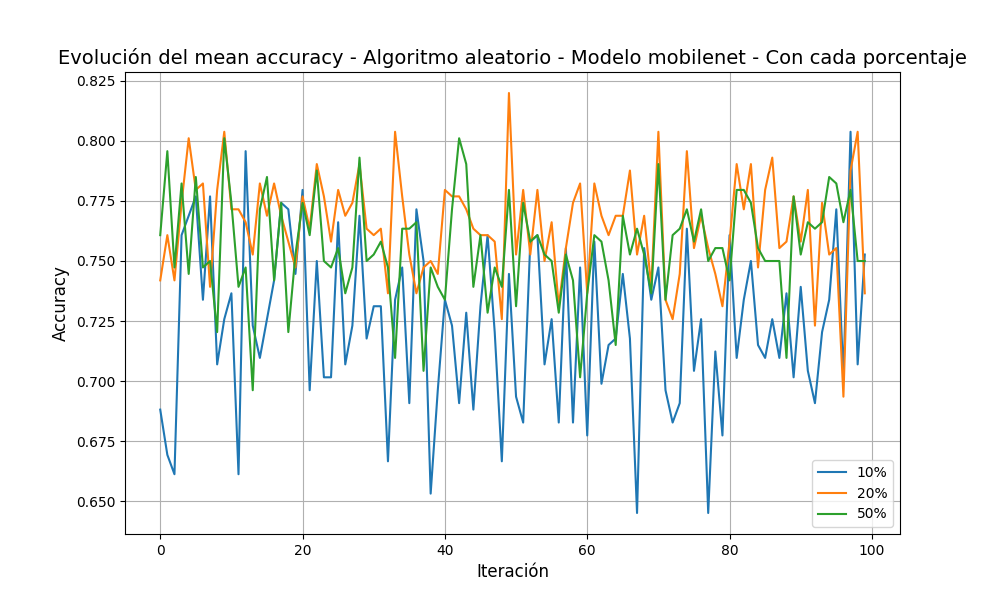 Evolución del mean accuracy - Algoritmo aleatorio - Modelo mobilenet - Con cada porcentaje
0.825
0.800
0.775
0.750
0.725
0.700
0.675
0.650
Accuracy
10%
20%
50%
0 20 40 60 80 100
Iteración